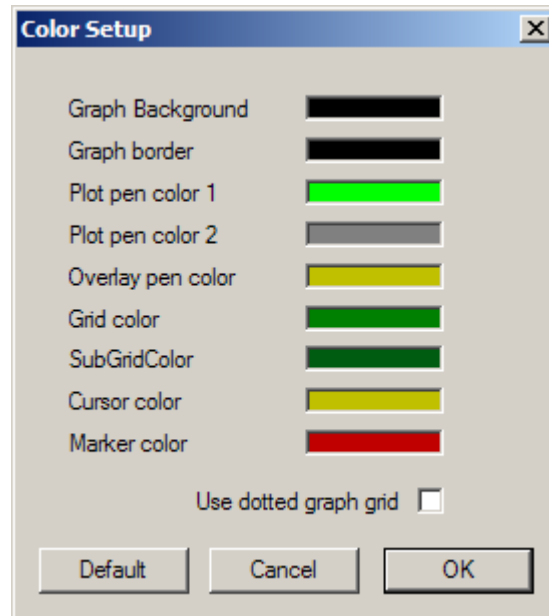 Color Setup
Graph Background
Graph border
Plot pen color 1
Plot pen color 2
Overlay pen color
Grid color
SubGridColor
Cursor color
Marker color
Use dotted graph grid
Default Cancel OK